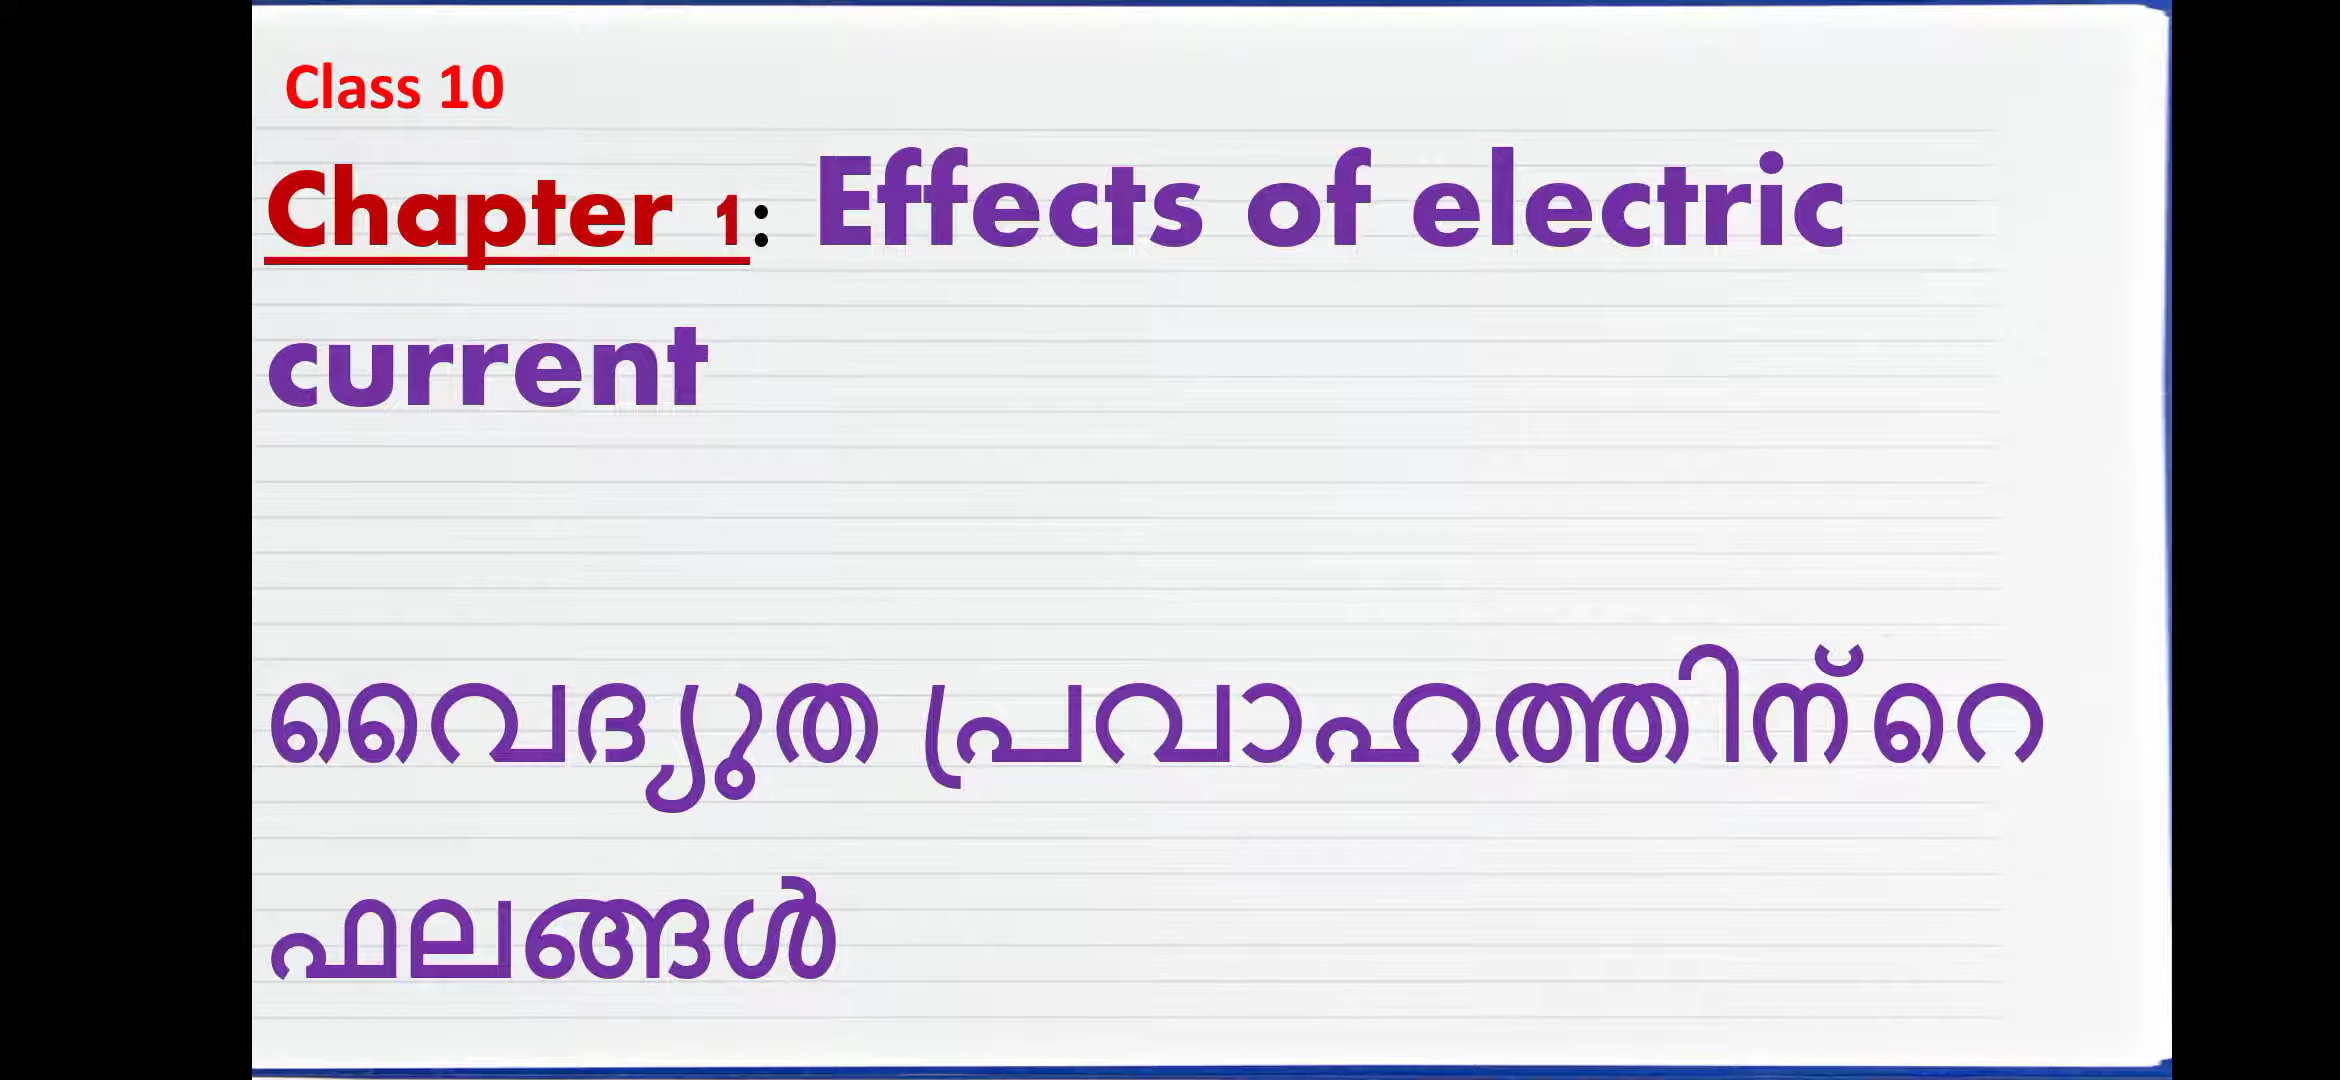 Class 10
Chapter 1: Effects of electric
current
വൈദ്യുത പ്രവാഹത്തിന്റെ
ഫലങ്ങൾ